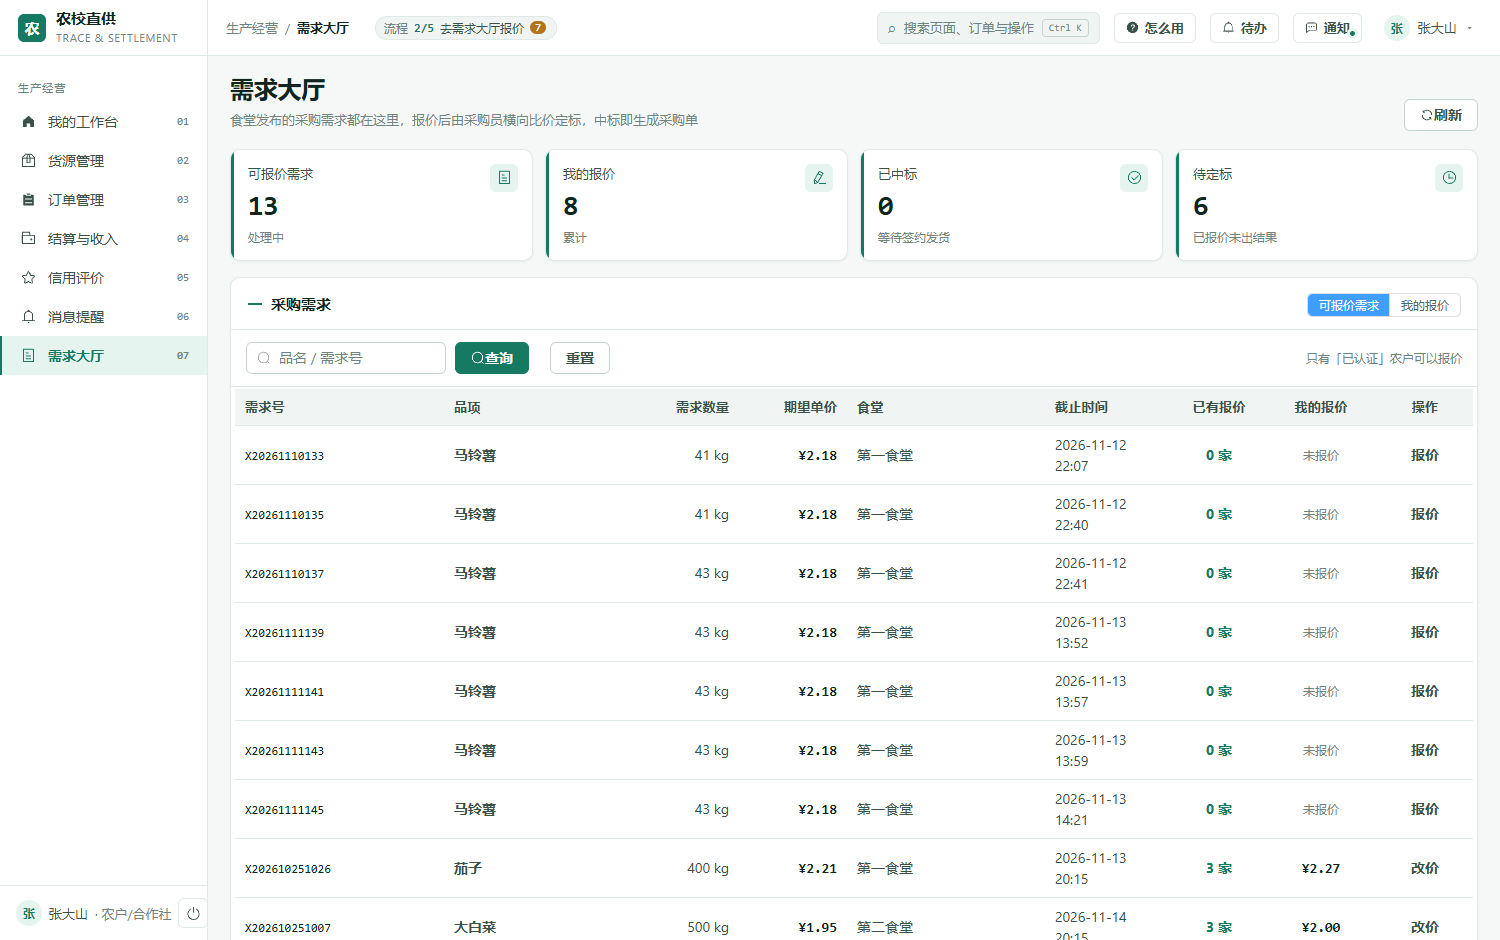 农
农校直供
TRACE & SETTLEMENT
生产经营 / 需求大厅
流程 2/5 去需求大厅报价 7
搜索页面、订单与操作 Ctrl K
怎么用
待办
通知
张 张大山
生产经营
我的工作台 01
货源管理 02
订单管理 03
结算与收入 04
信用评价 05
消息提醒 06
需求大厅 07
张 张大山 · 农户/合作社
需求大厅
食堂发布的采购需求都在这里，报价后由采购员横向比价定标，中标即生成采购单
刷新
可报价需求
13
处理中
我的报价
8
累计
已中标
0
等待签约发货
待定标
6
已报价未出结果
采购需求
可报价需求 我的报价
品名 / 需求号
查询
重置
只有「已认证」农户可以报价
需求号 品项 需求数量 期望单价 食堂 截止时间 已有报价 我的报价 操作
X20261110133 马铃薯 41 kg ¥2.18 第一食堂 2026-11-12 22:07 0 家 未报价 报价
X20261110135 马铃薯 41 kg ¥2.18 第一食堂 2026-11-12 22:40 0 家 未报价 报价
X20261110137 马铃薯 43 kg ¥2.18 第一食堂 2026-11-12 22:41 0 家 未报价 报价
X20261111139 马铃薯 43 kg ¥2.18 第一食堂 2026-11-13 13:52 0 家 未报价 报价
X20261111141 马铃薯 43 kg ¥2.18 第一食堂 2026-11-13 13:57 0 家 未报价 报价
X20261111143 马铃薯 43 kg ¥2.18 第一食堂 2026-11-13 13:59 0 家 未报价 报价
X20261111145 马铃薯 43 kg ¥2.18 第一食堂 2026-11-13 14:21 0 家 未报价 报价
X202610251026 茄子 400 kg ¥2.21 第一食堂 2026-11-13 20:15 3 家 ¥2.27 改价
X202610251007 大白菜 500 kg ¥1.95 第二食堂 2026-11-14 20:15 3 家 ¥2.00 改价